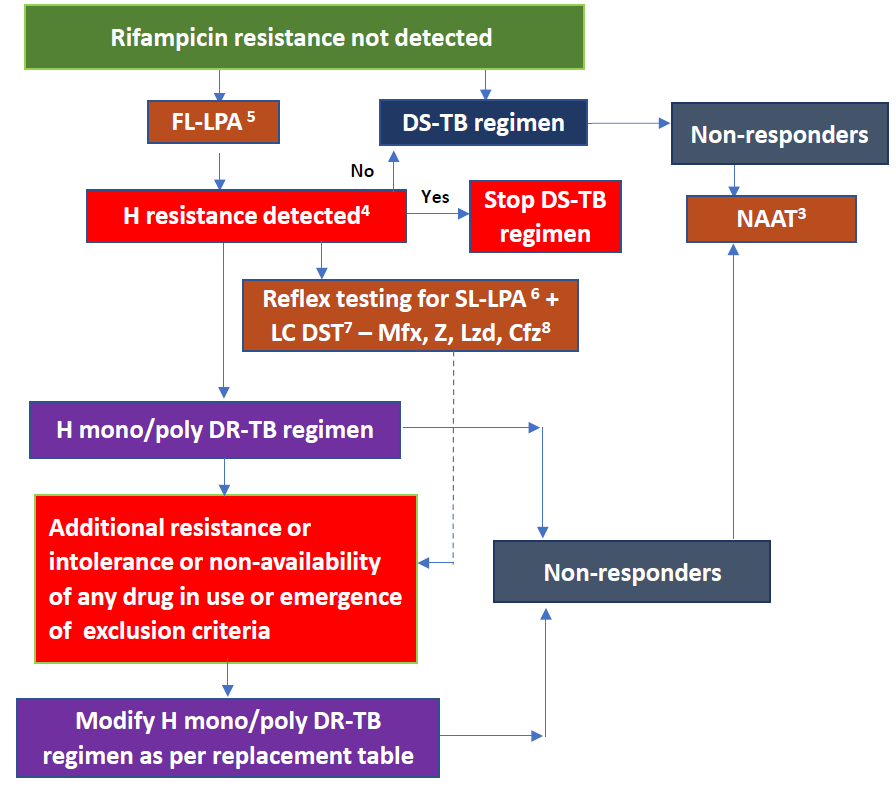 Rifampicin resistance not detected
FL-LPA 5
DS-TB regimen
Non-responders
No
H resistance detected4
Yes
Stop DS-TB
regimen
NAAT3
Reflex testing for SL-LPA 6 +
LC DST7 – Mfx, Z, Lzd, Cfz8
H mono/poly DR-TB regimen
Additional resistance or
intolerance or non-availability
of any drug in use or emergence
of exclusion criteria
Non-responders
Modify H mono/poly DR-TB
regimen as per replacement table